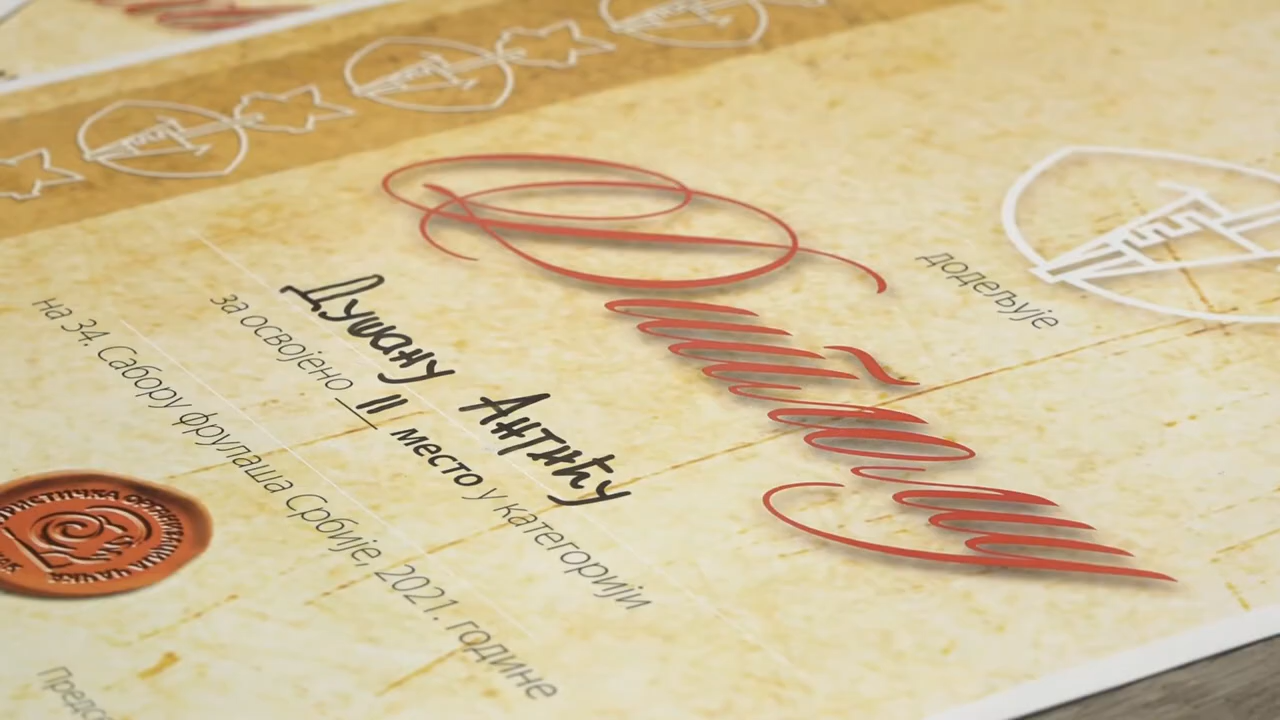 додељује
Диплому
Душану Антићу
за освојено II место у категорији
на 34. Сабору фрулаша Србије, 2021. године